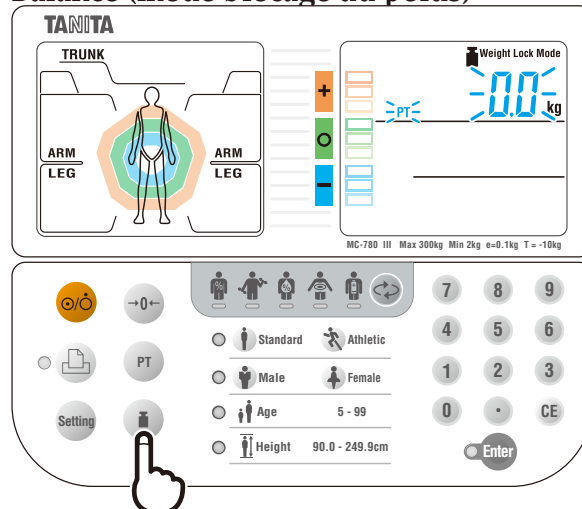 Balance (mode blocage du poids)
TANITA
TRUNK
ARM
LEG
ARM
LEG
+
O
−
Weight Lock Mode
PT
0.0 kg
MC-780 III Max 300kg Min 2kg e=0.1kg T = -10kg
→0←
PT
Setting
% % 
Standard Athletic
Male Female
Age 5 - 99
Height 90.0 - 249.9cm
7 8 9
4 5 6
1 2 3
0 . CE
Enter